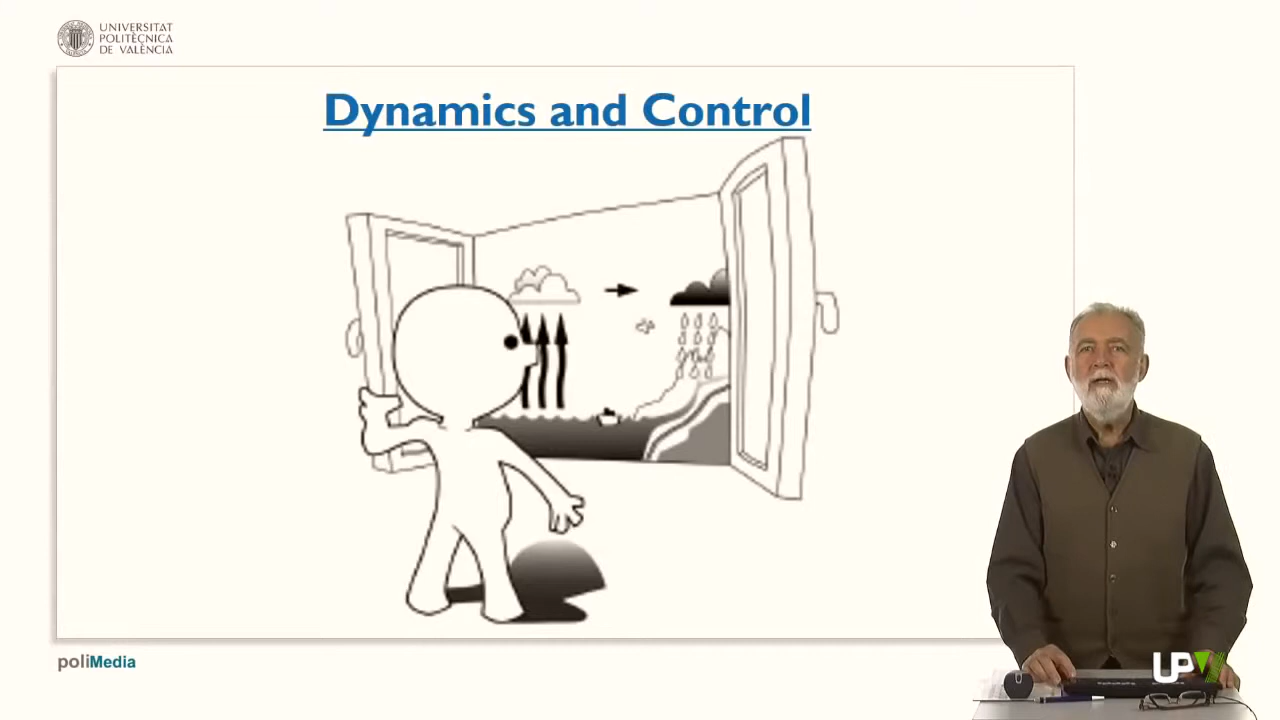 UNIVERSITAT
POLITÈCNICA
DE VALÈNCIA
Dynamics and Control
poliMedia
UPV